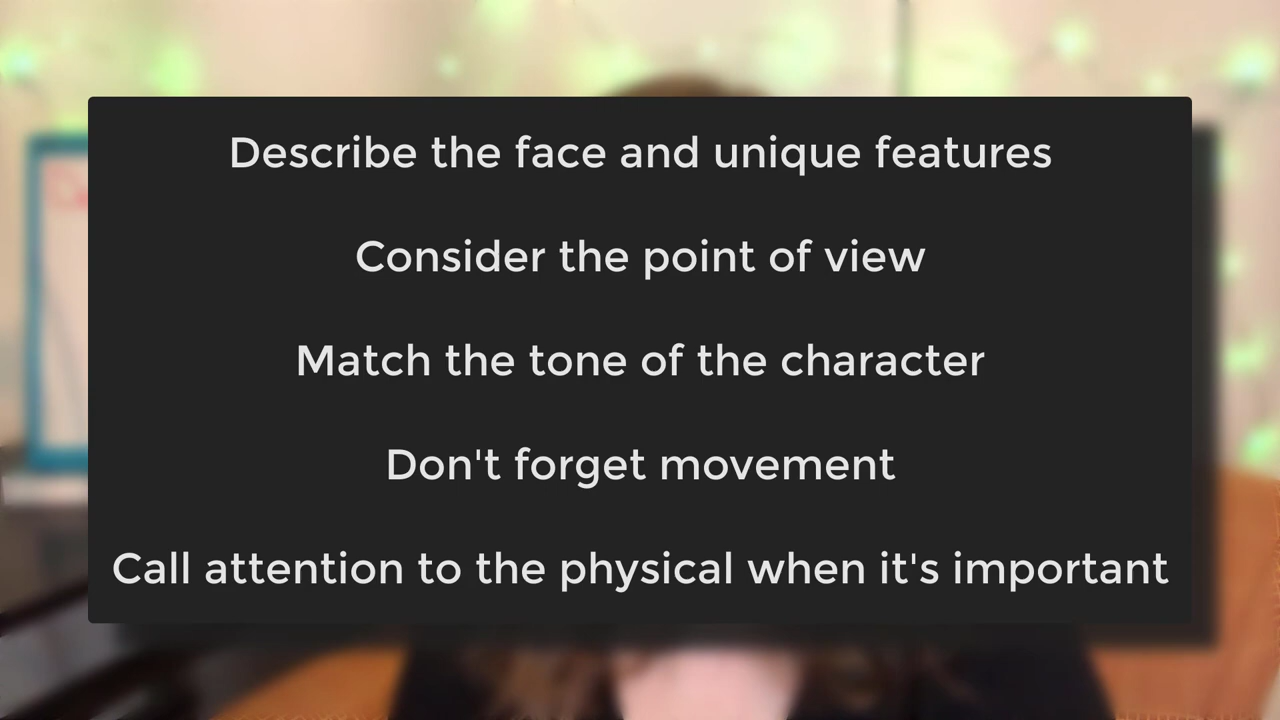 Describe the face and unique features
Consider the point of view
Match the tone of the character
Don't forget movement
Call attention to the physical when it's important